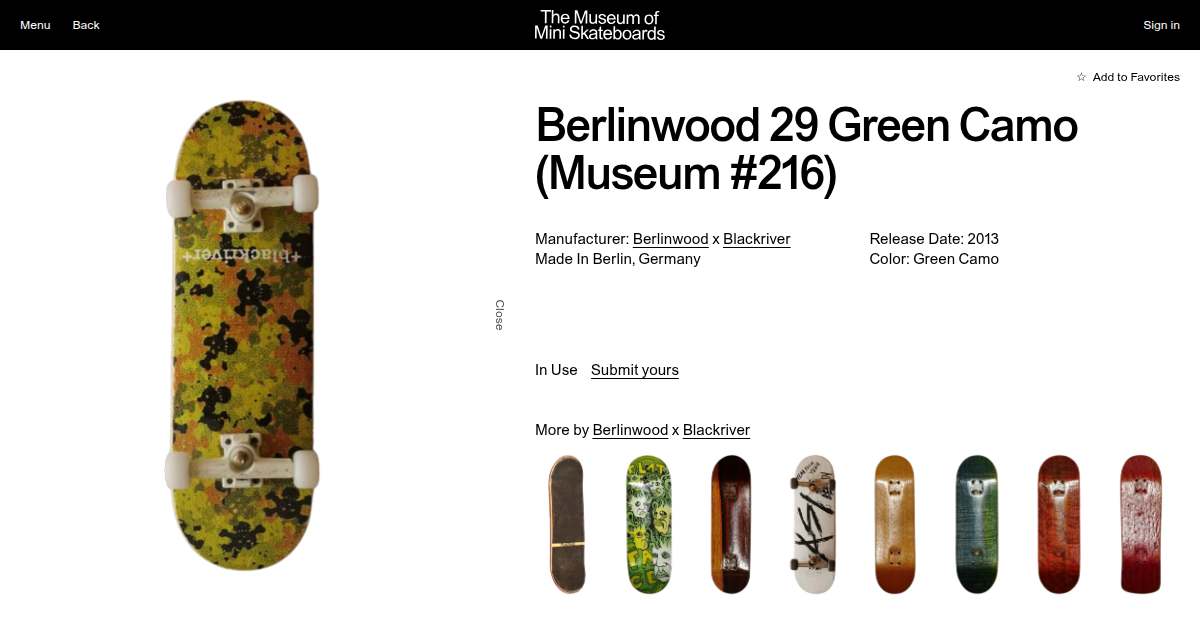 Menu
Back
The Museum of
Mini Skateboards
Sign in
☆ Add to Favorites
Berlinwood 29 Green Camo
(Museum #216)
Manufacturer: Berlinwood x Blackriver
Made In Berlin, Germany
Release Date: 2013
Color: Green Camo
+blackriver+
Close
In Use
Submit yours
More by Berlinwood x Blackriver